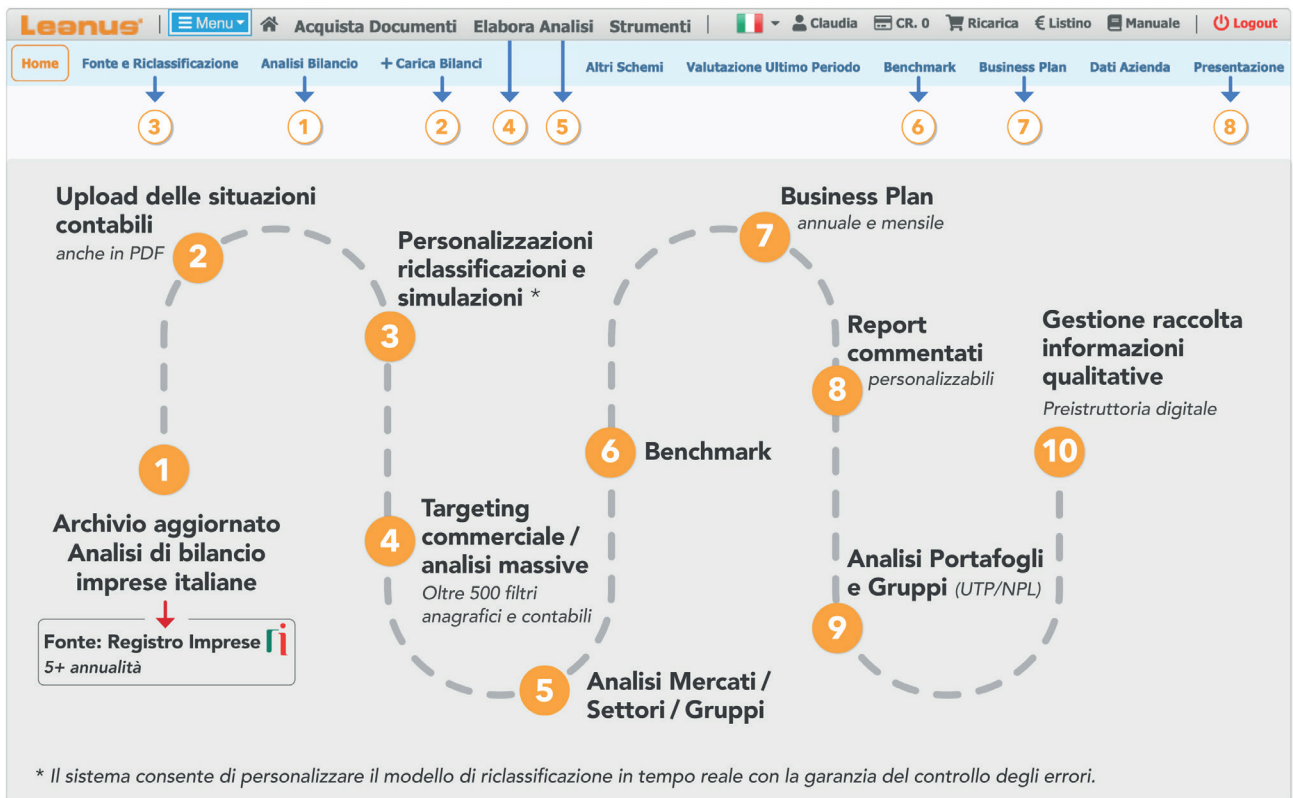 Leanus Menu Acquista Documenti Elabora Analisi Strumenti Claudia CR. 0 Ricarica € Listino Manuale Logout
Home Fonte e Riclassificazione Analisi Bilancio + Carica Bilanci Altri Schemi Valutazione Ultimo Periodo Benchmark Business Plan Dati Azienda Presentazione
3 1 2 4 5 6 7 8
Upload delle situazioni
contabili
anche in PDF
2
Personalizzazioni
riclassificazioni e
simulazioni *
3
Business Plan
annuale e mensile
7
Report
commentati
personalizzabili
8
Gestione raccolta
informazioni
qualitative
Preistruttoria digitale
10
1
Archivio aggiornato
Analisi di bilancio
imprese italiane
Fonte: Registro Imprese
5+ annualità
4
Targeting
commerciale /
analisi massive
Oltre 500 filtri
anagrafici e contabili
6
Benchmark
5
Analisi Mercati /
Settori / Gruppi
Analisi Portafogli
e Gruppi (UTP/NPL)
9
* Il sistema consente di personalizzare il modello di riclassificazione in tempo reale con la garanzia del controllo degli errori.